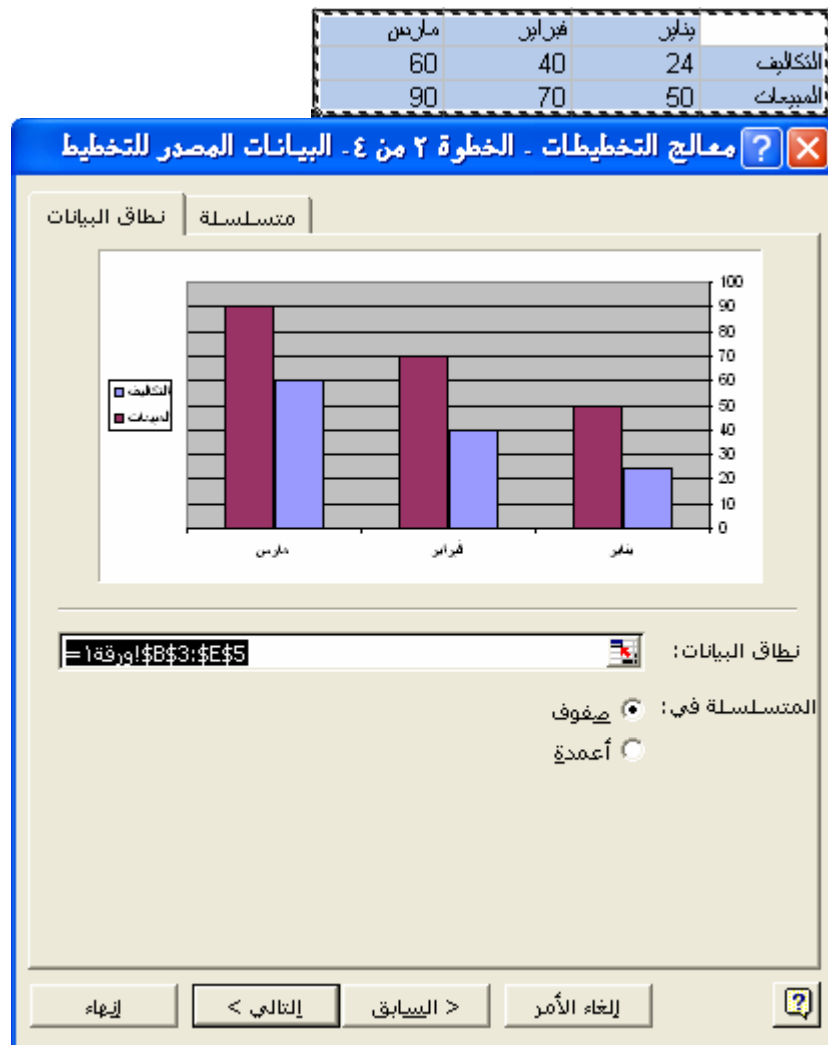 يناير فبراير مارس
التكاليف 24 40 60
المبيعات 50 70 90
معالج التخطيطات - الخطوة ٢ من ٤ - البيانات المصدر للتخطيط
نطاق البيانات متسلسلة
100
90
80
70
60
50
40
30
20
10
0
التكاليف
المبيعات
يناير فبراير مارس
نطاق البيانات:
=ورقة١!$B$3:$E$5
المتسلسلة في: صفوف
أعمدة
إلغاء الأمر < السابق التالي > إنهاء